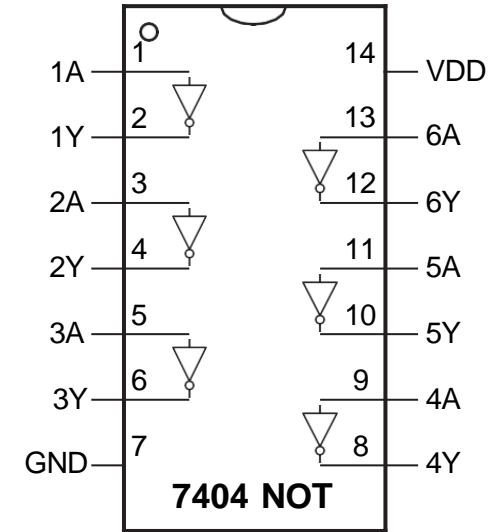 1 14
1A VDD
2 13
1Y 6A
3 12
2A 6Y
4 11
2Y 5A
5 10
3A 5Y
6 9
3Y 4A
7 8
GND 4Y
7404 NOT